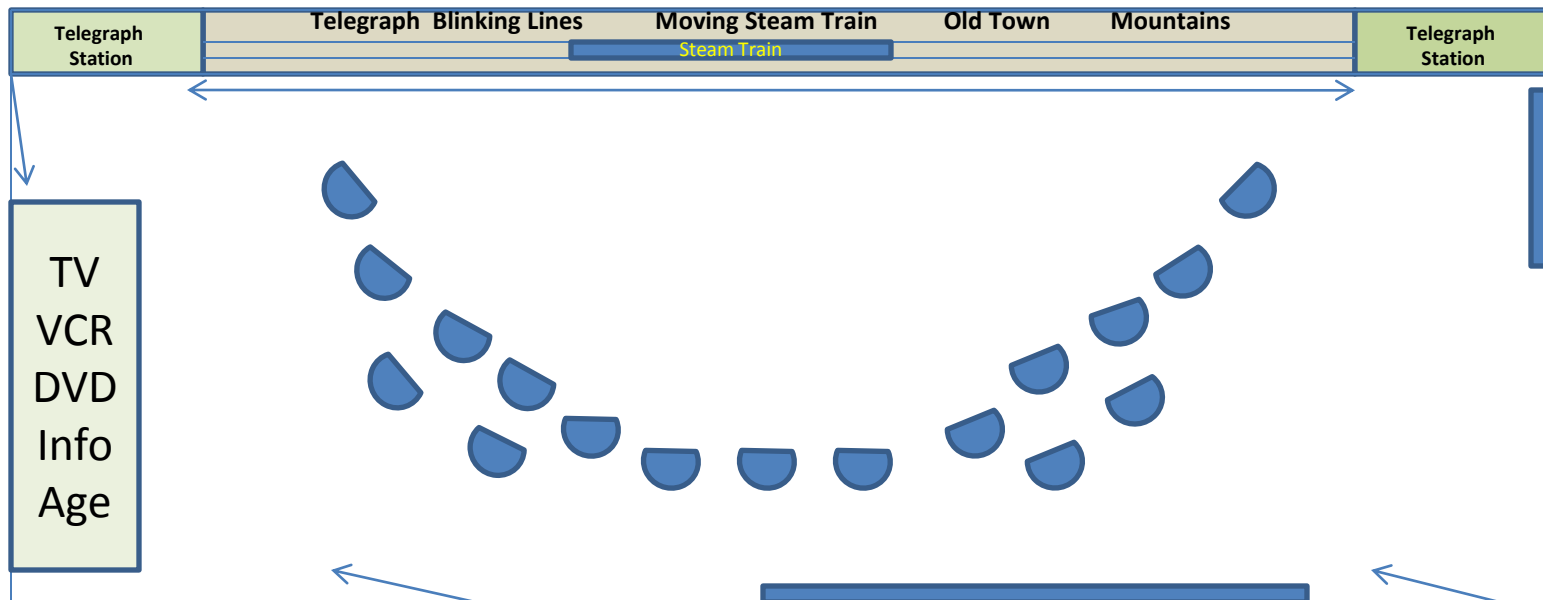 Telegraph Station
Telegraph Blinking Lines Moving Steam Train Old Town Mountains
Steam Train
Telegraph Station
TV
VCR
DVD
Info
Age